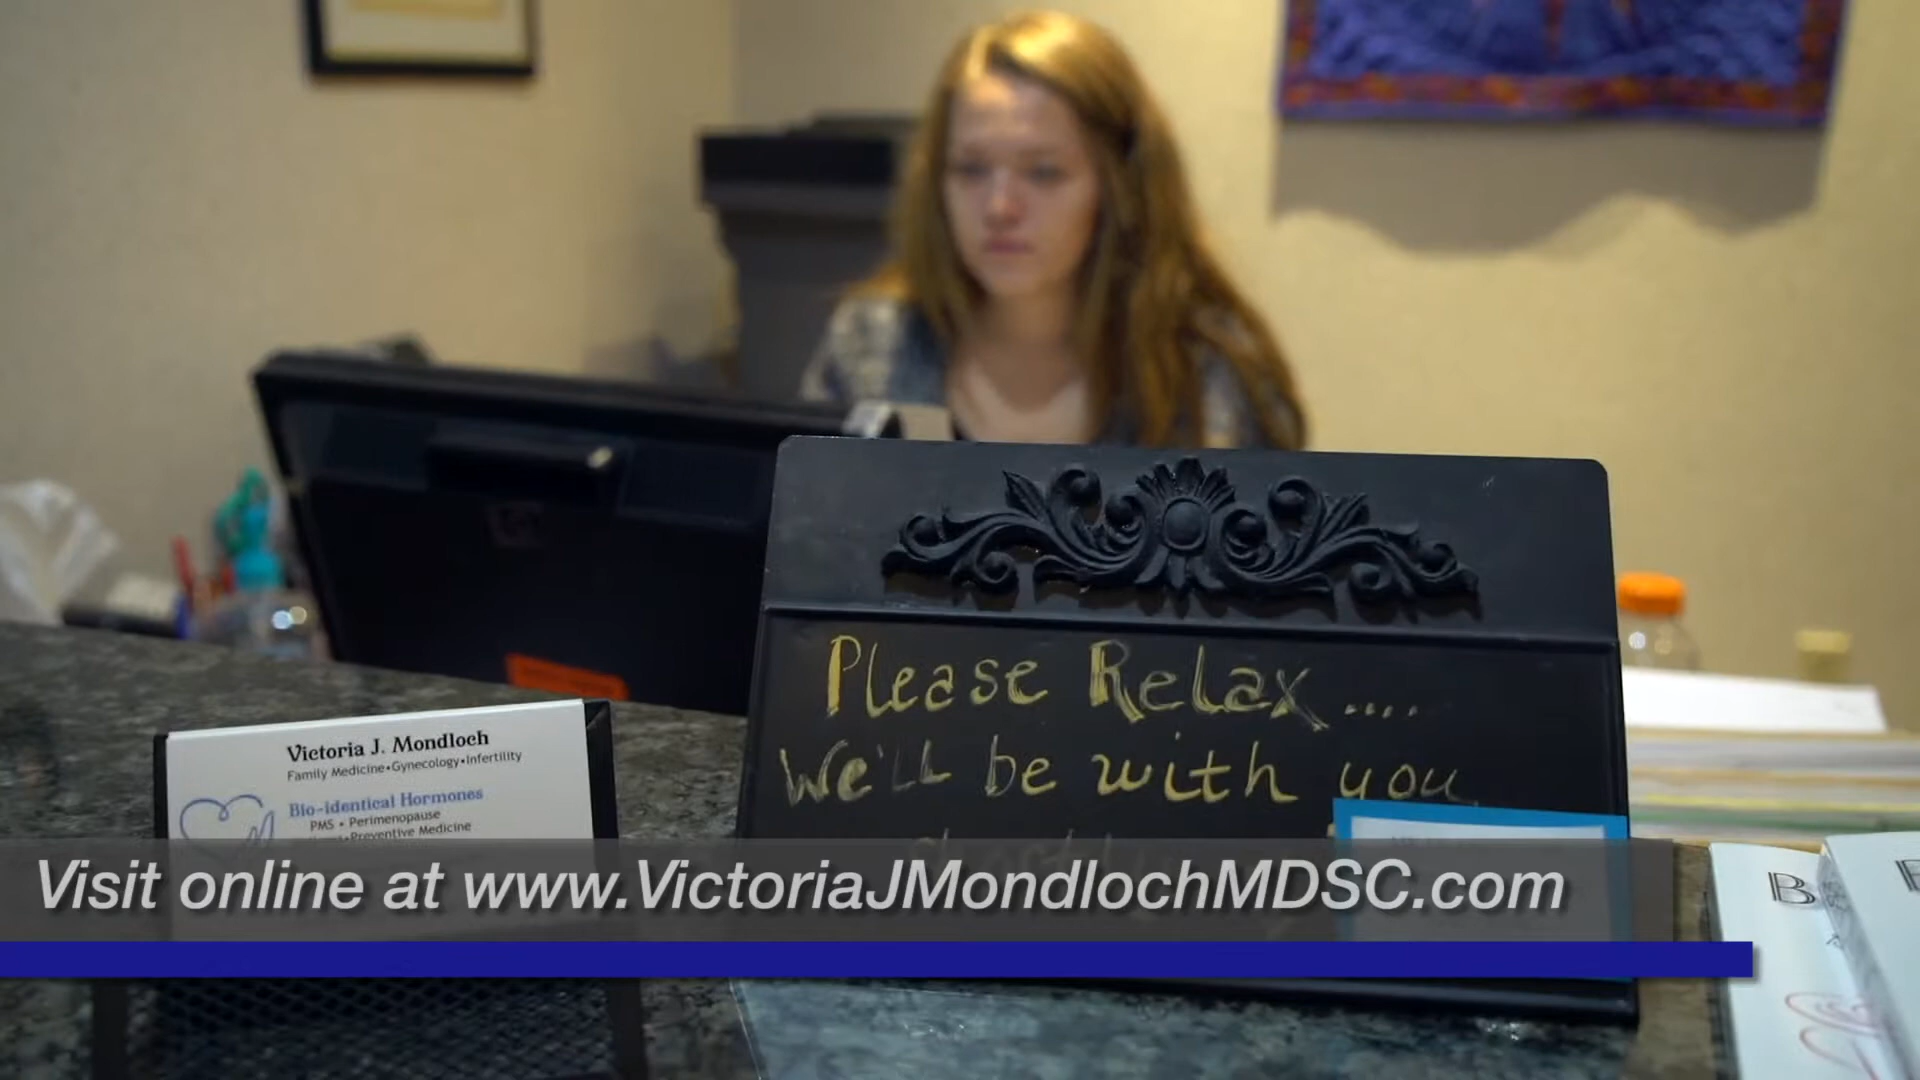 Please Relax....
We'll be with you
Victoria J. Mondloch
Family Medicine•Gynecology•Infertility
Bio-identical Hormones
PMS • Perimenopause
Preventive Medicine
Visit online at www.VictoriaJMondlochMDSC.com